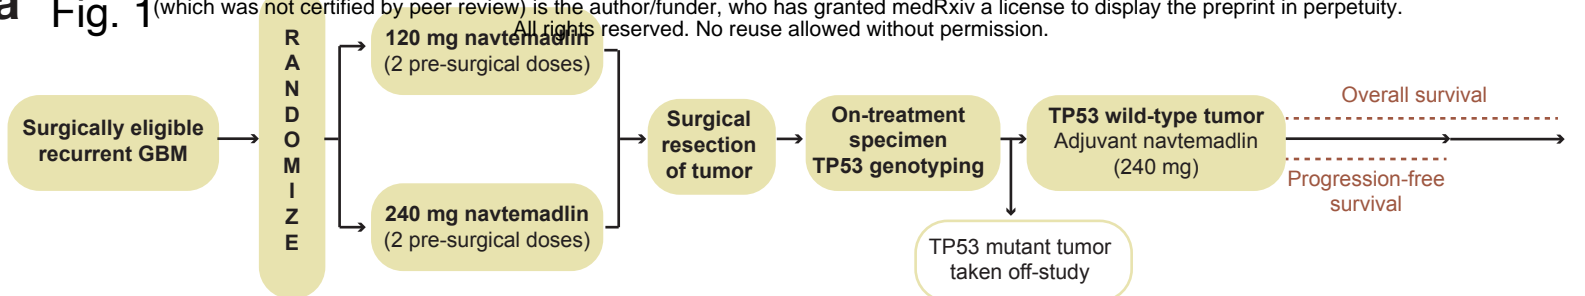 a Fig. 1 (which was not certified by peer review) is the author/funder, who has granted medRxiv a license to display the preprint in perpetuity.
All rights reserved. No reuse allowed without permission.
Surgically eligible
recurrent GBM
R
A
N
D
O
M
I
Z
E
120 mg navtemadlin
(2 pre-surgical doses)
240 mg navtemadlin
(2 pre-surgical doses)
Surgical
resection
of tumor
On-treatment
specimen
TP53 genotyping
TP53 mutant tumor
taken off-study
TP53 wild-type tumor
Adjuvant navtemadlin
(240 mg)
Overall survival
Progression-free
survival